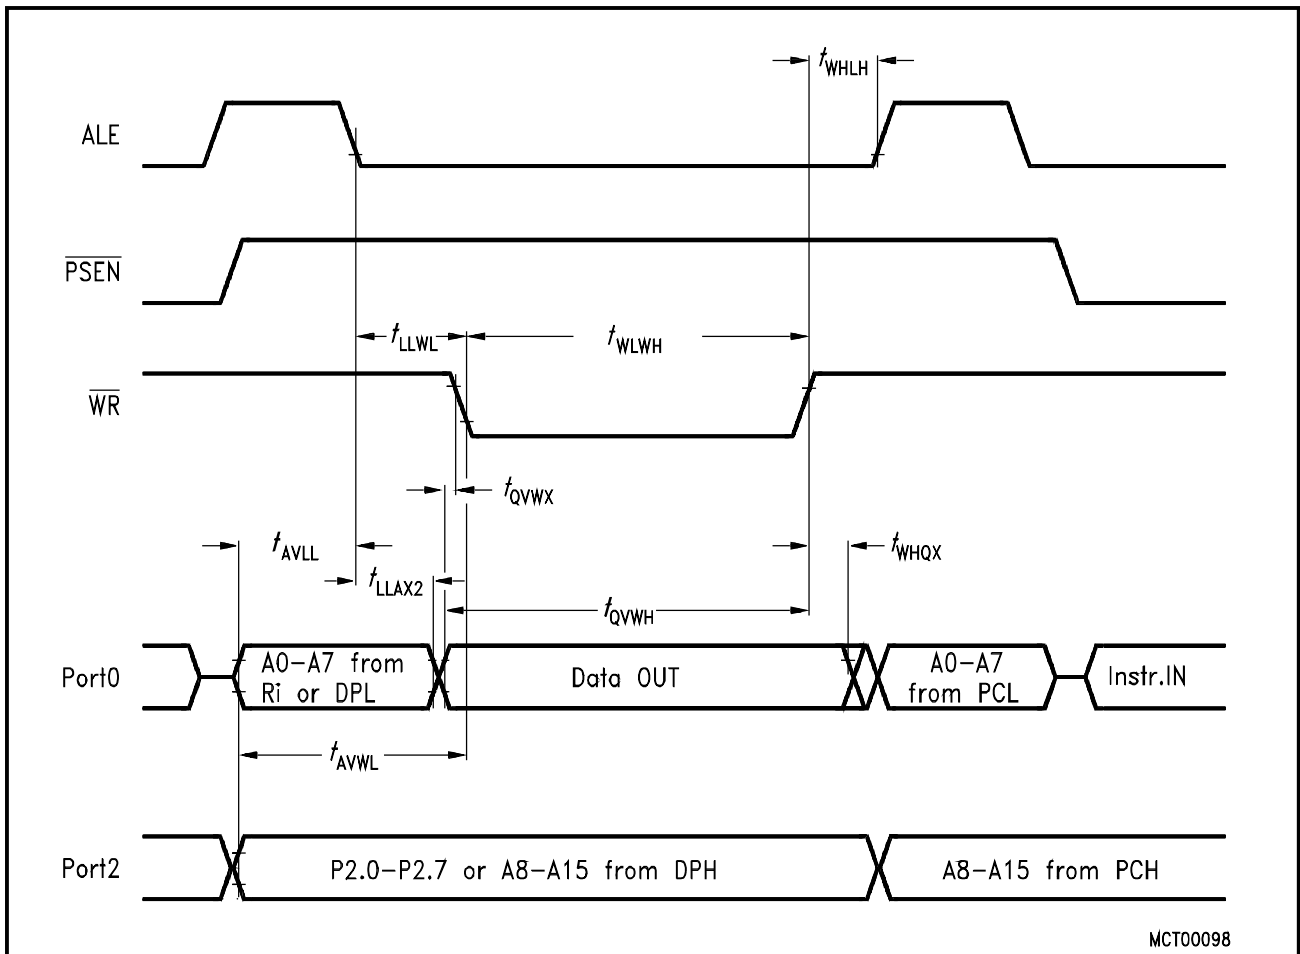 tWHLH
ALE
PSEN
tLLWL
tWLWH
WR
tQVWX
tAVLL
tWHQX
tLLAX2
tQVWH
Port0
A0–A7 from
Ri or DPL
Data OUT
A0–A7
from PCL
Instr.IN
tAVWL
Port2
P2.0–P2.7 or A8–A15 from DPH
A8–A15 from PCH
MCT00098